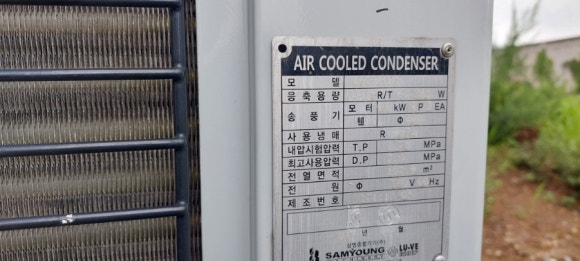 AIR COOLED CONDENSER
모 델
응축용량 R/T W
송 풍 기 모 터 kW P EA
휀 Φ
사용냉매 R
내압시험압력 T.P MPa
최고사용압력 D.P MPa
전열면적 m²
전 원 Φ V Hz
제조번호
년 월
SAMYOUNG LU-VE